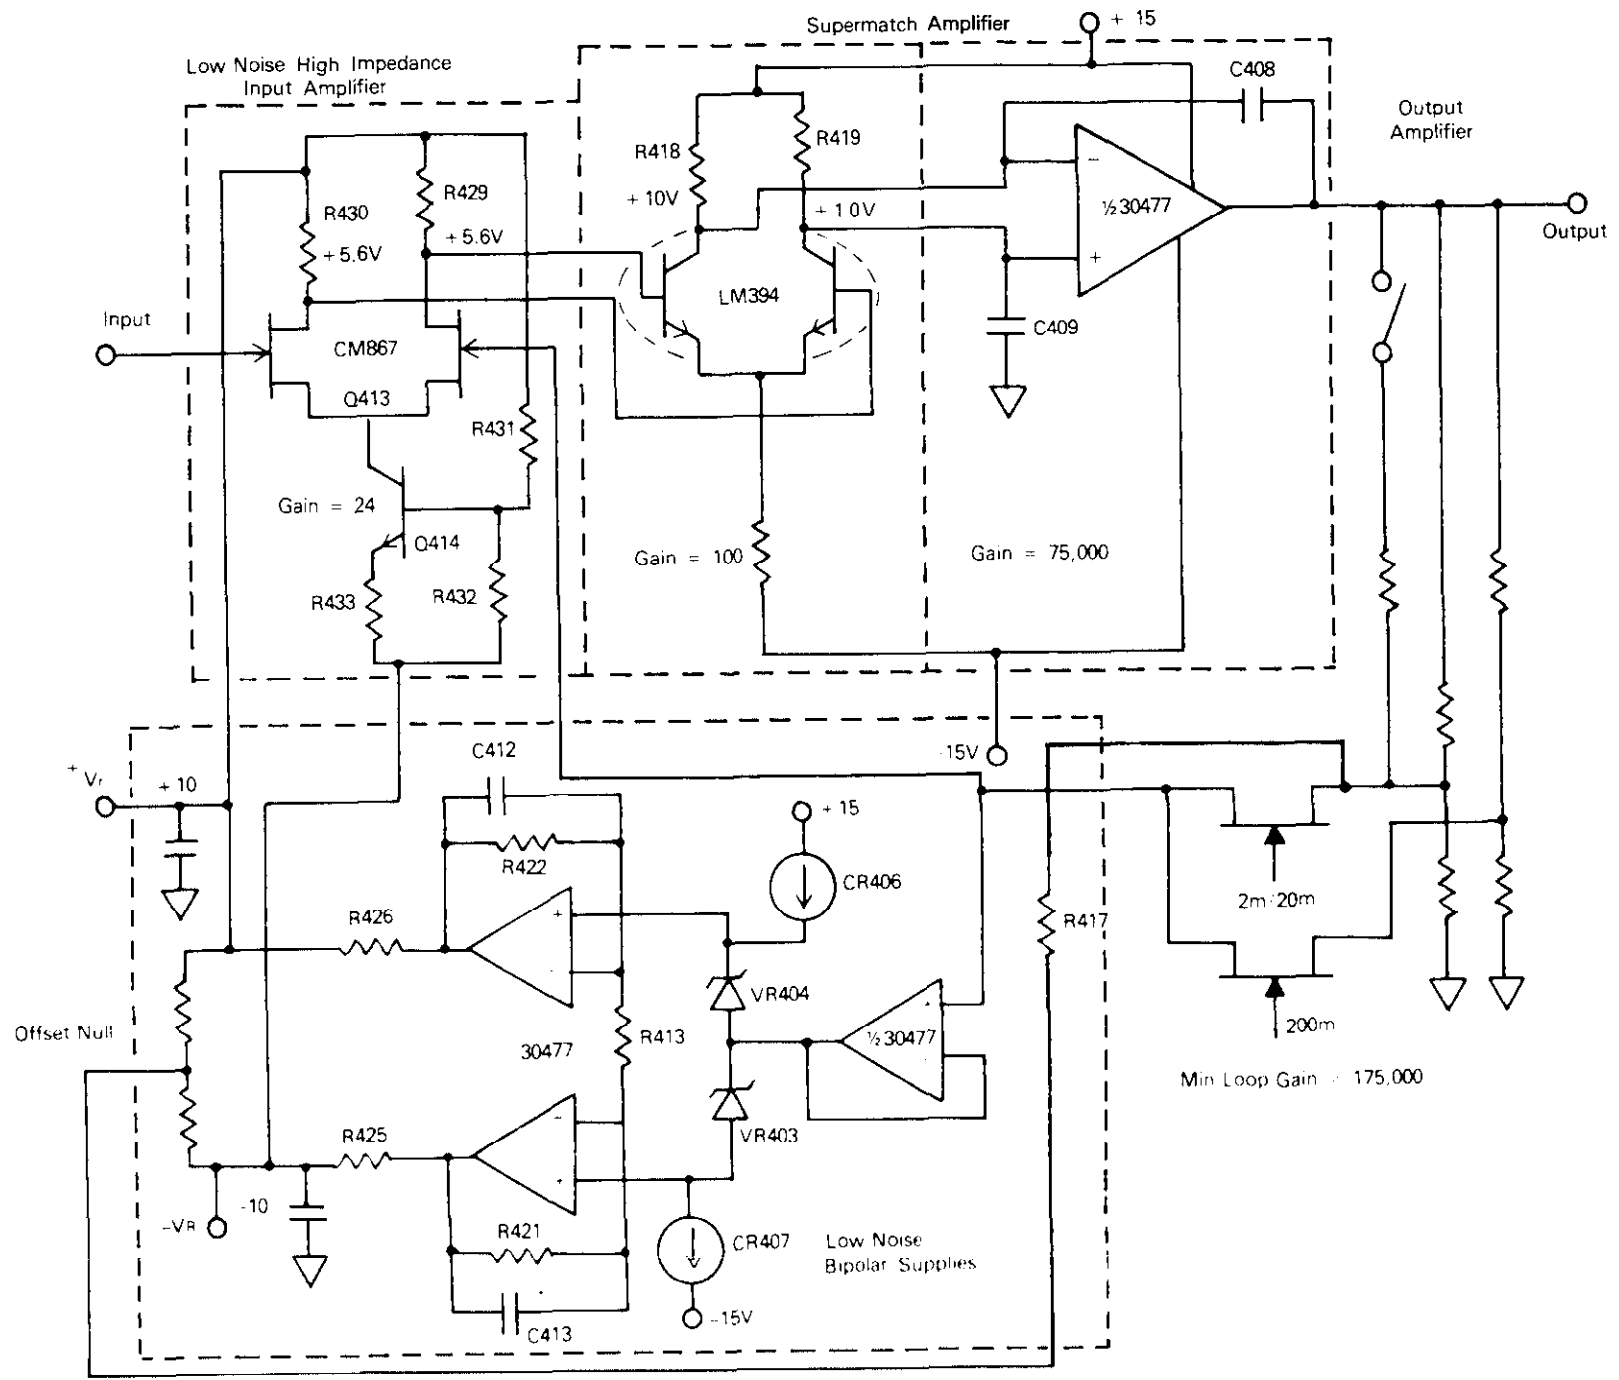 Supermatch Amplifier
+ 15
Low Noise High Impedance
Input Amplifier
C408
Output
Amplifier
R418
R419
+ 10V
+ 10V
R429
R430
+ 5.6V
+ 5.6V
−
½ 30477
+
Output
LM394
Input
CM867
C409
Q413
R431
Gain = 24
Q414
Gain = 100
Gain = 75,000
R433
R432
-15V
C412
+ Vr
+ 10
+ 15
R422
CR406
2m/20m
R426
+
R417
VR404
+
½ 30477
200m
Offset Null
30477
R413
Min Loop Gain
175,000
−
VR403
R425
+
-10
−VR
R421
CR407
Low Noise
Bipolar Supplies
−15V
C413